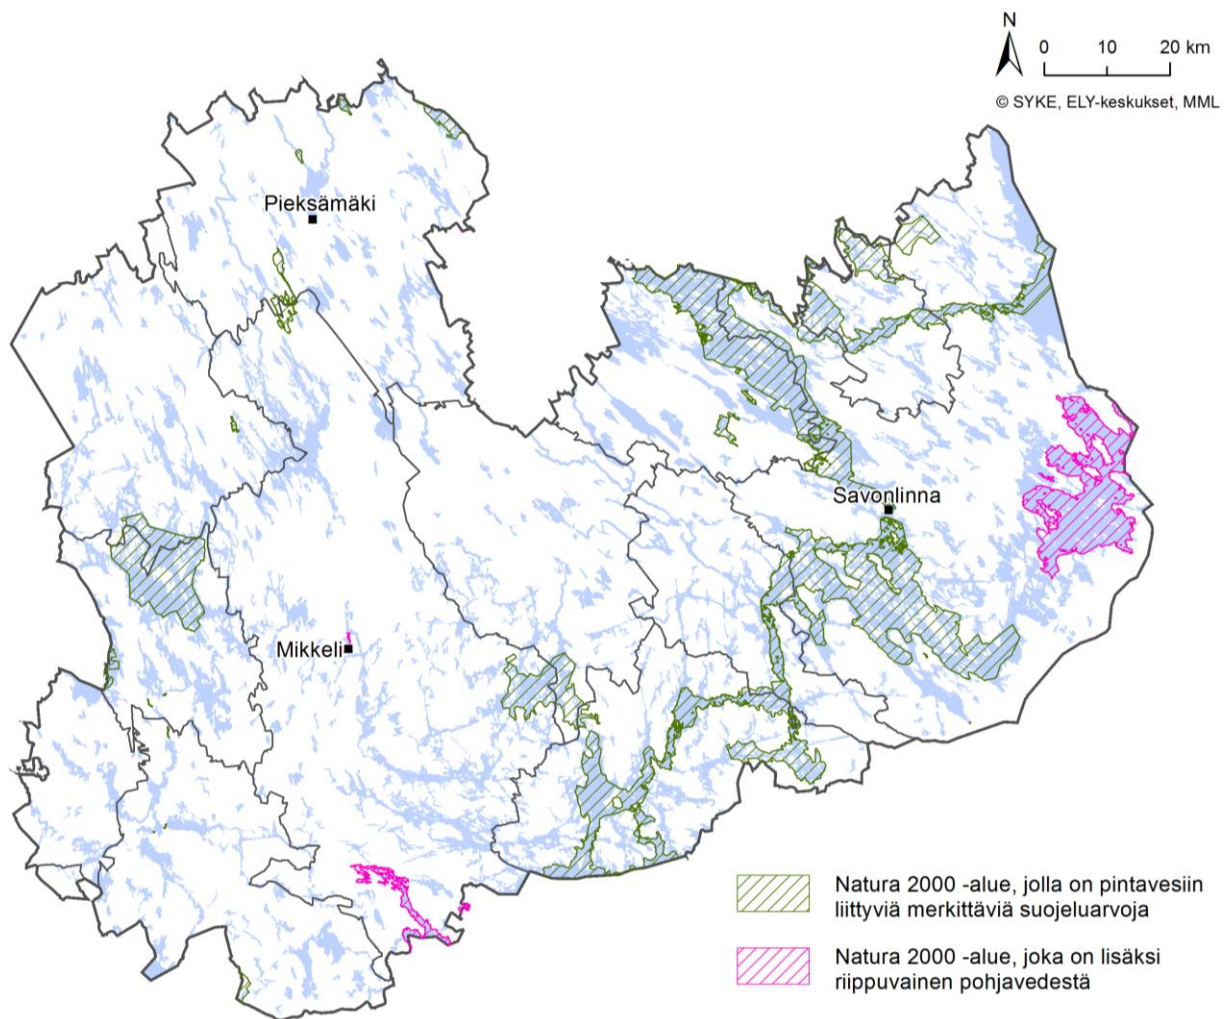 N
0 10 20 km
© SYKE, ELY-keskukset, MML
Pieksämäki
Savonlinna
Mikkeli
Natura 2000 -alue, jolla on pintavesiin
liittyviä merkittäviä suojeluarvoja
Natura 2000 -alue, joka on lisäksi
riippuvainen pohjavedestä